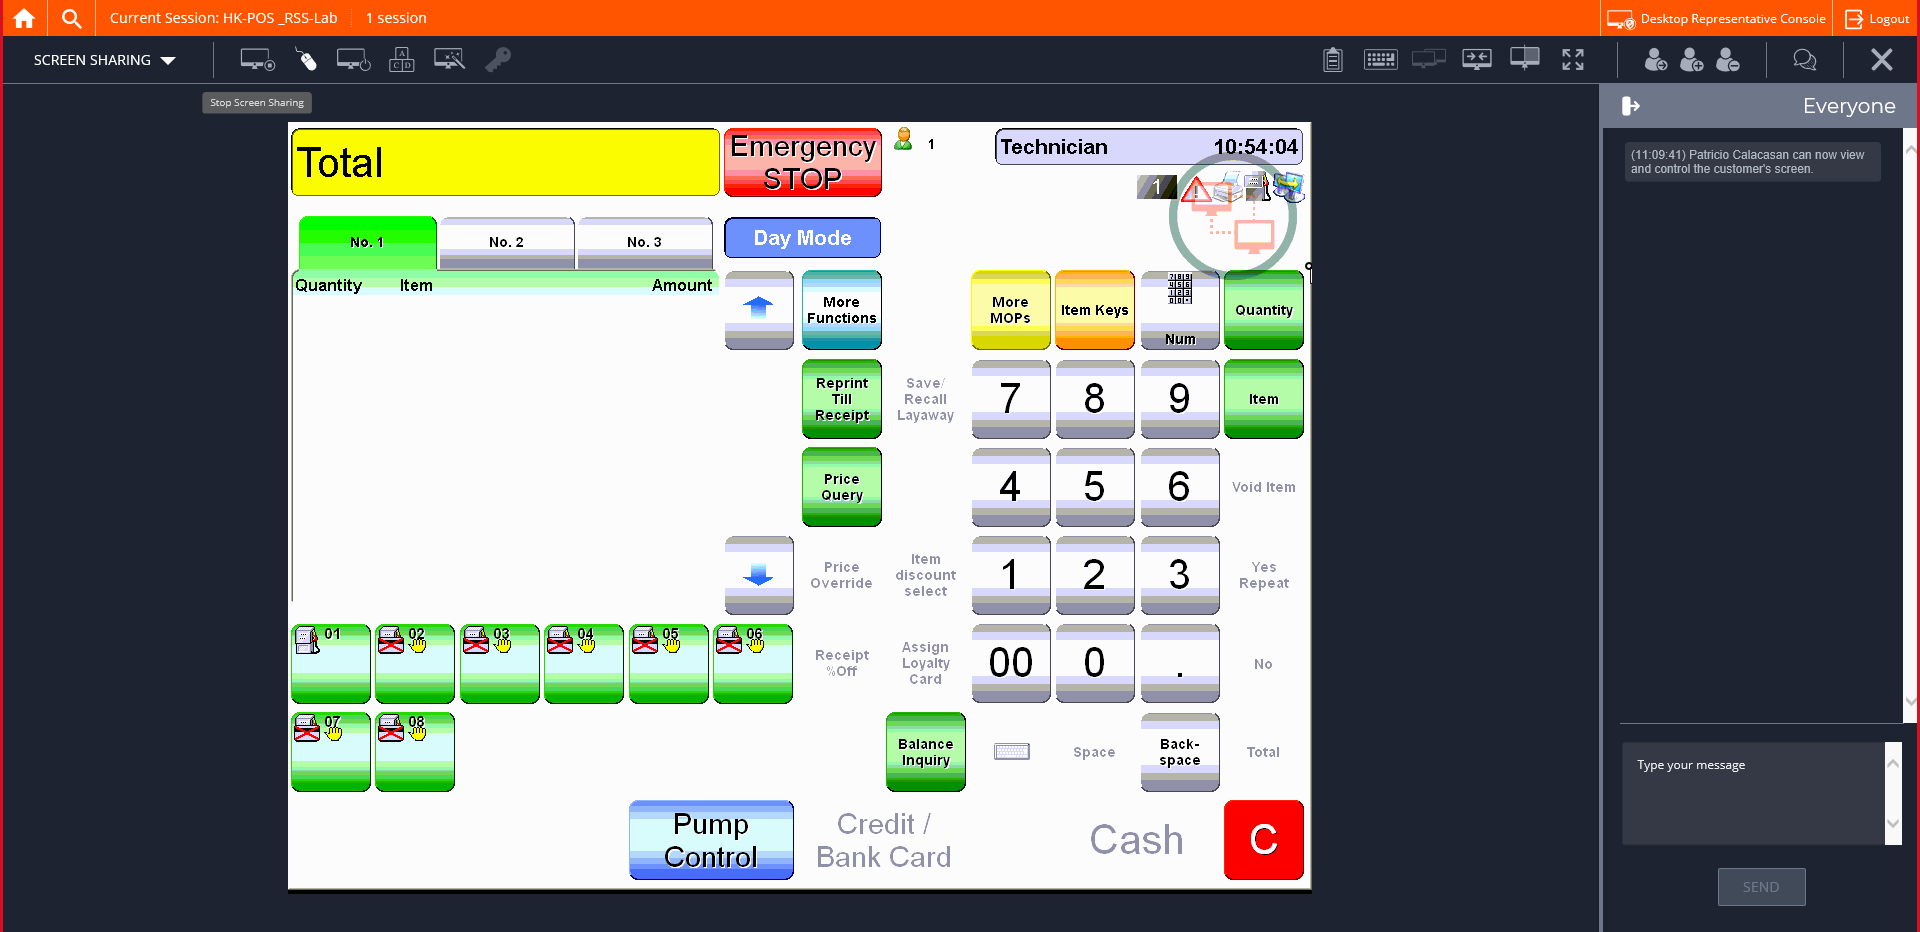 Current Session: HK-POS _RSS-Lab
1 session
Desktop Representative Console
Logout
SCREEN SHARING
Stop Screen Sharing
Everyone
(11:09:41) Patricio Calacasan can now view
and control the customer's screen.
Total
Emergency
STOP
1
Technician 10:54:04
1
No. 1
No. 2
No. 3
Day Mode
Quantity Item Amount
More
Functions
More
MOPs
Item Keys
Num
Quantity
Reprint
Till
Receipt
Save/
Recall
Layaway
7
8
9
Item
Price
Query
4
5
6
Void Item
Price
Override
Item
discount
select
1
2
3
Yes
Repeat
01
02
03
04
05
06
Receipt
%Off
Assign
Loyalty
Card
00
0
.
No
07
08
Balance
Inquiry
Space
Back-
space
Total
Pump
Control
Credit /
Bank Card
Cash
C
Type your message
SEND